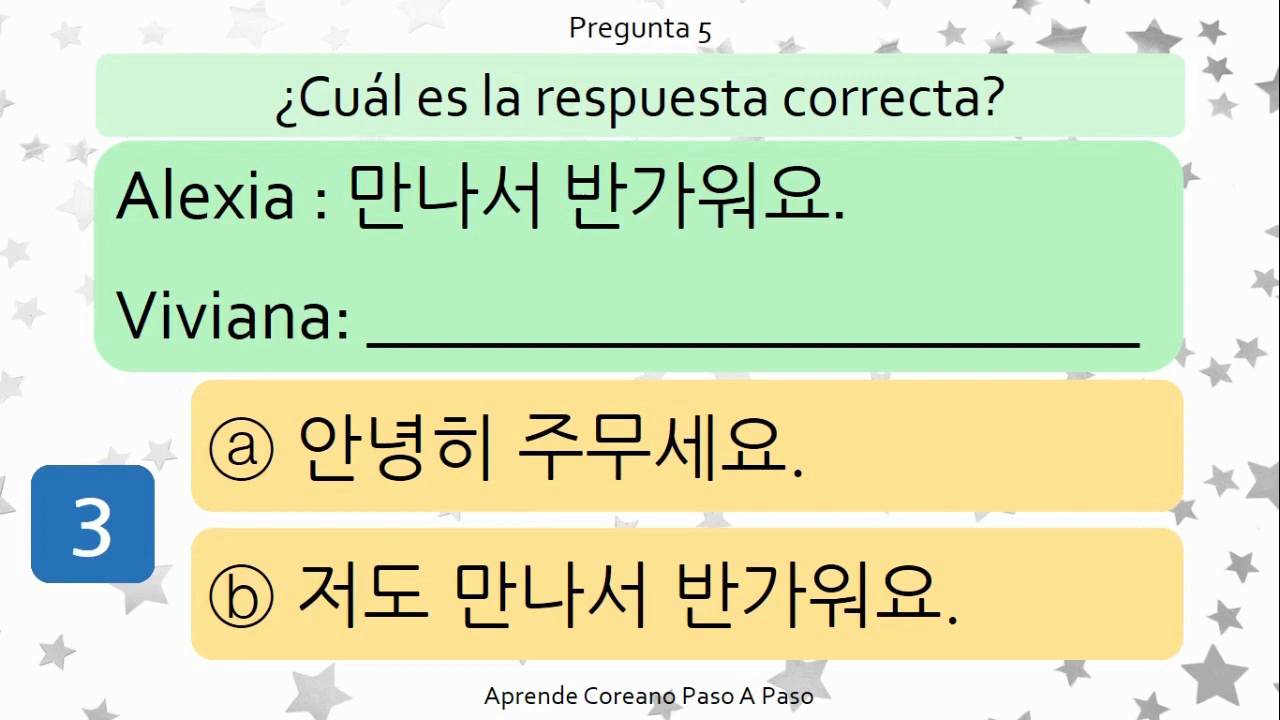 Pregunta 5
¿Cuál es la respuesta correcta?
Alexia : 만나서 반가워요.
Viviana: ______________________
ⓐ 안녕히 주무세요.
3
ⓑ 저도 만나서 반가워요.
Aprende Coreano Paso A Paso